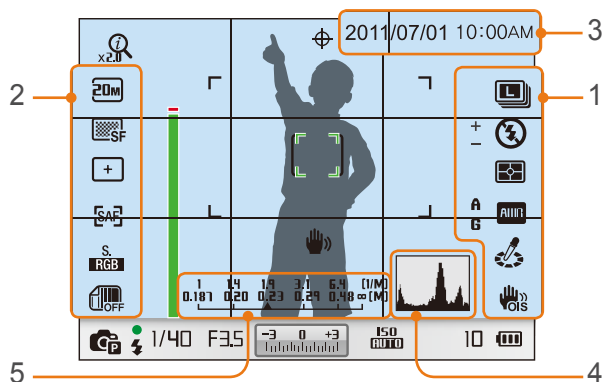 2011/07/01 10:00AM
3
x2.0
2
1
20M
L
SF
+
−
+
A
G
AWB
SAF
S.
RGB
OFF
OIS
1 1.4 1.9 3.1 6.4 [1/M]
0.187 0.20 0.23 0.29 0.48 ∞ [M]
P
1/40 F3.5
-3 0 +3
ISO
AUTO
10
5
4